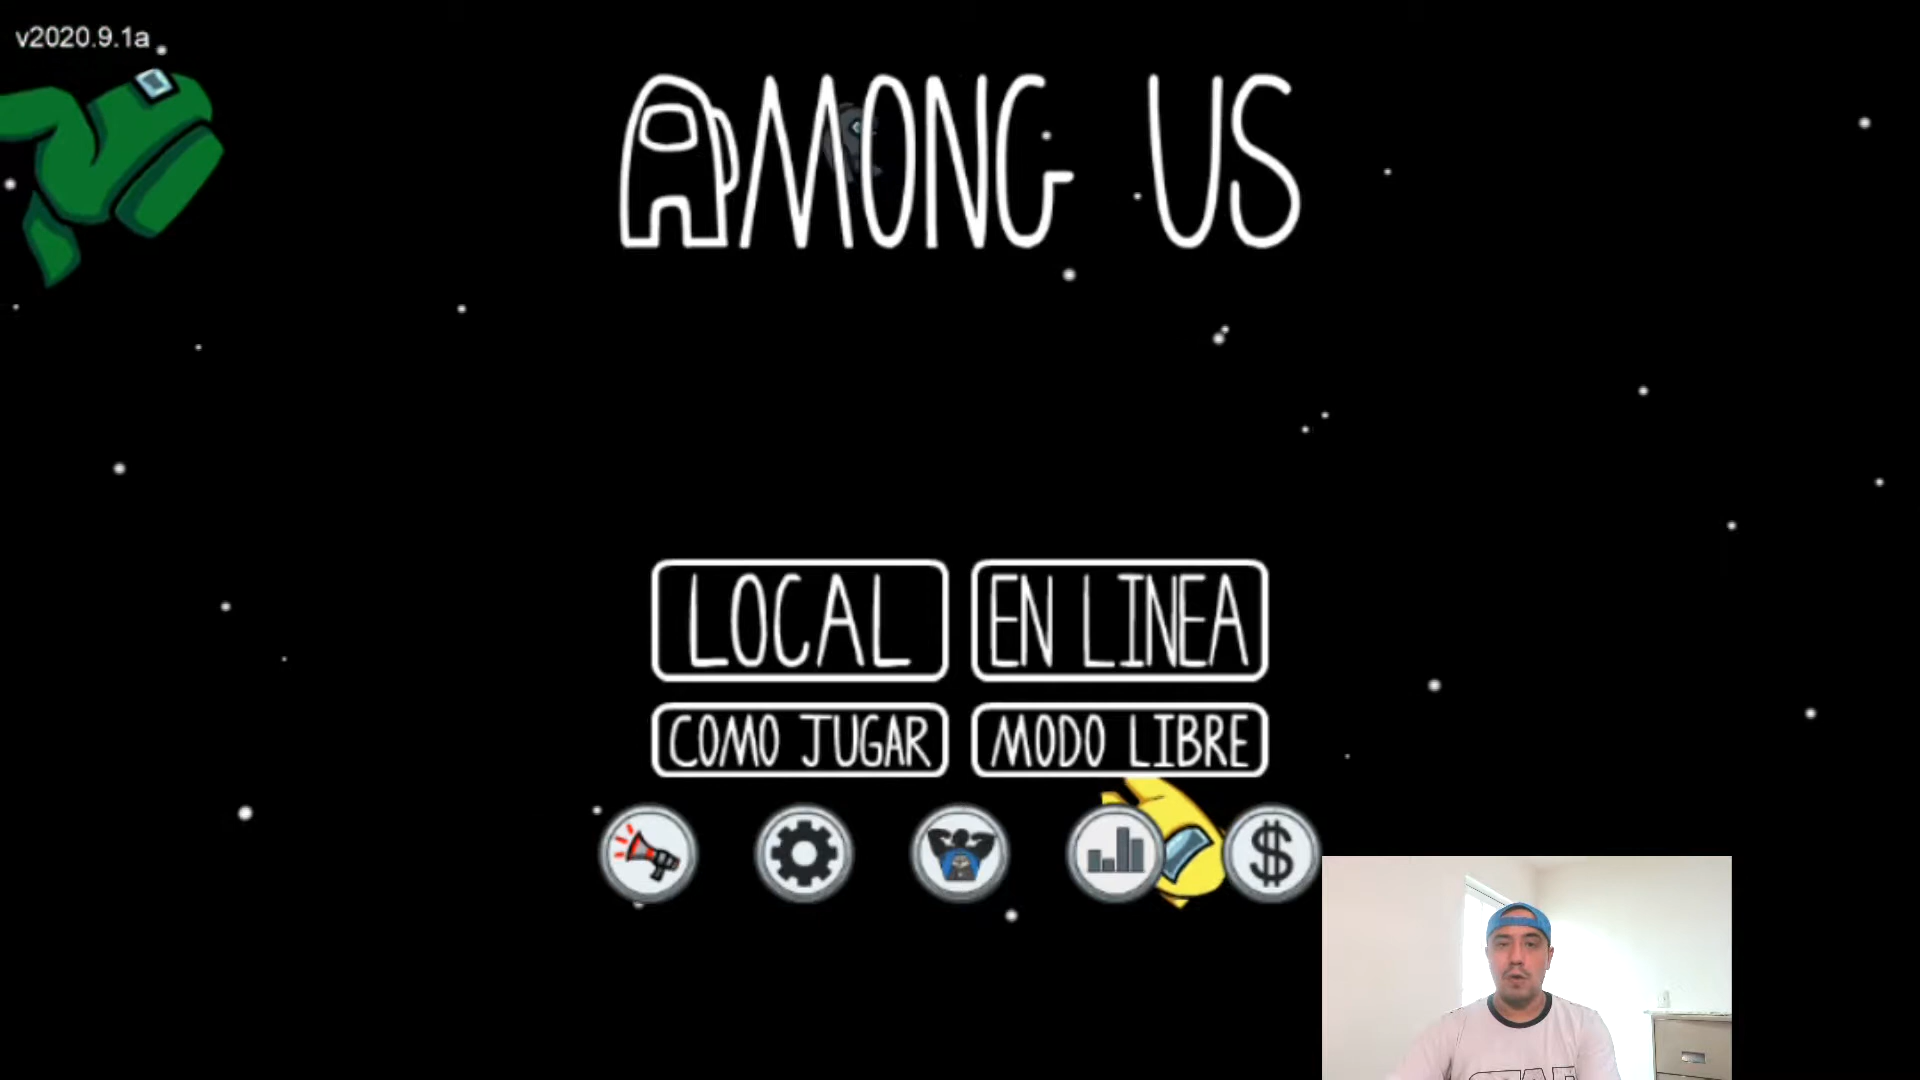 v2020.9.1a
AMONG US
LOCAL
EN LINEA
COMO JUGAR
MODO LIBRE
$